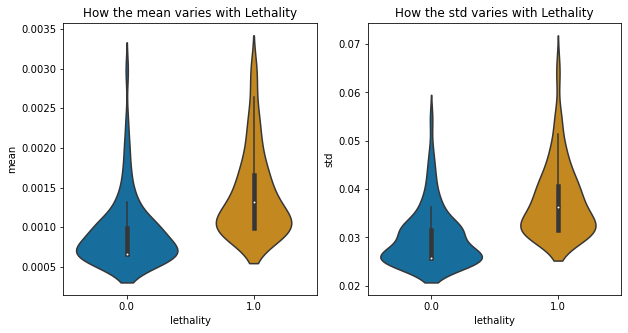 How the mean varies with Lethality
How the std varies with Lethality
0.0035
0.0030
0.0025
0.0020
0.0015
0.0010
0.0005
mean
0.0
1.0
lethality
0.07
0.06
0.05
0.04
0.03
0.02
std
0.0
1.0
lethality